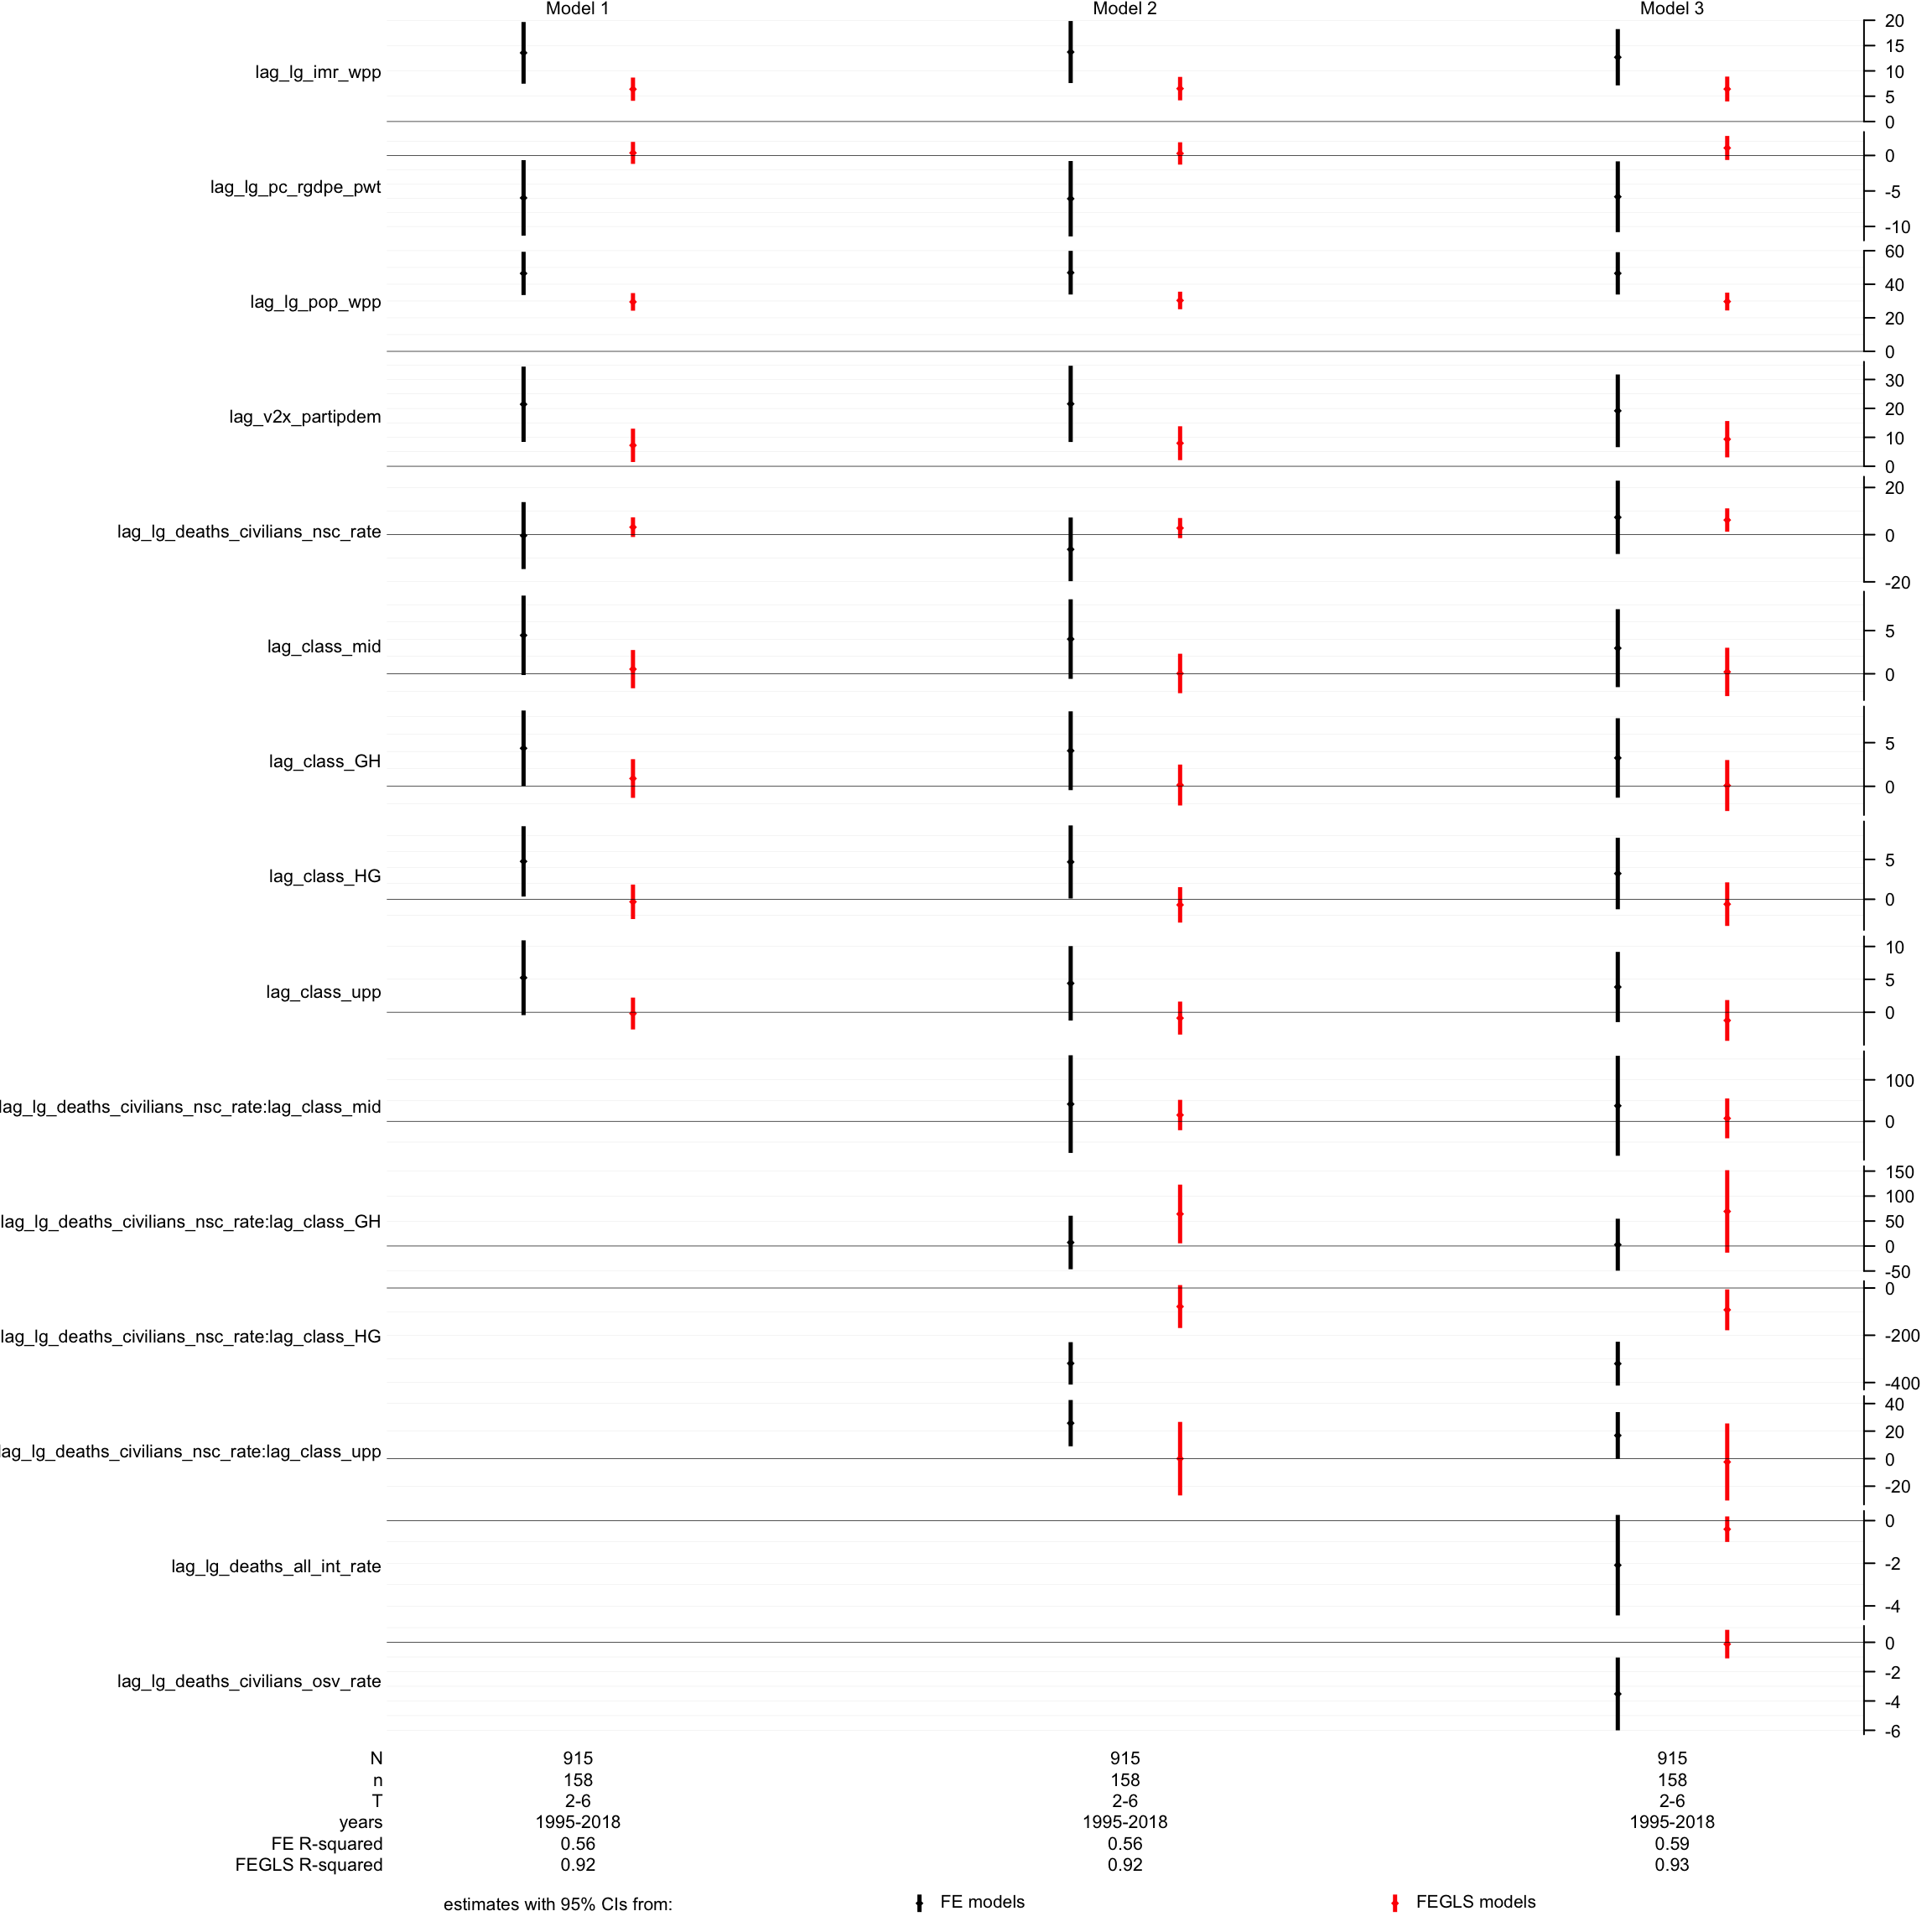 Model 1 Model 2 Model 3
lag_lg_imr_wpp
20
15
10
5
0
lag_lg_pc_rgdpe_pwt
0
-5
-10
lag_lg_pop_wpp
60
40
20
0
lag_v2x_partipdem
30
20
10
0
lag_lg_deaths_civilians_nsc_rate
20
0
-20
lag_class_mid
5
0
lag_class_GH
5
0
lag_class_HG
5
0
lag_class_upp
10
5
0
lag_lg_deaths_civilians_nsc_rate:lag_class_mid
100
0
lag_lg_deaths_civilians_nsc_rate:lag_class_GH
150
100
50
0
-50
lag_lg_deaths_civilians_nsc_rate:lag_class_HG
0
-200
-400
lag_lg_deaths_civilians_nsc_rate:lag_class_upp
40
20
0
-20
lag_lg_deaths_all_int_rate
0
-2
-4
lag_lg_deaths_civilians_osv_rate
0
-2
-4
-6
N 915 915 915
n 158 158 158
T 2-6 2-6 2-6
years 1995-2018 1995-2018 1995-2018
FE R-squared 0.56 0.56 0.59
FEGLS R-squared 0.92 0.92 0.93
estimates with 95% CIs from: FE models FEGLS models